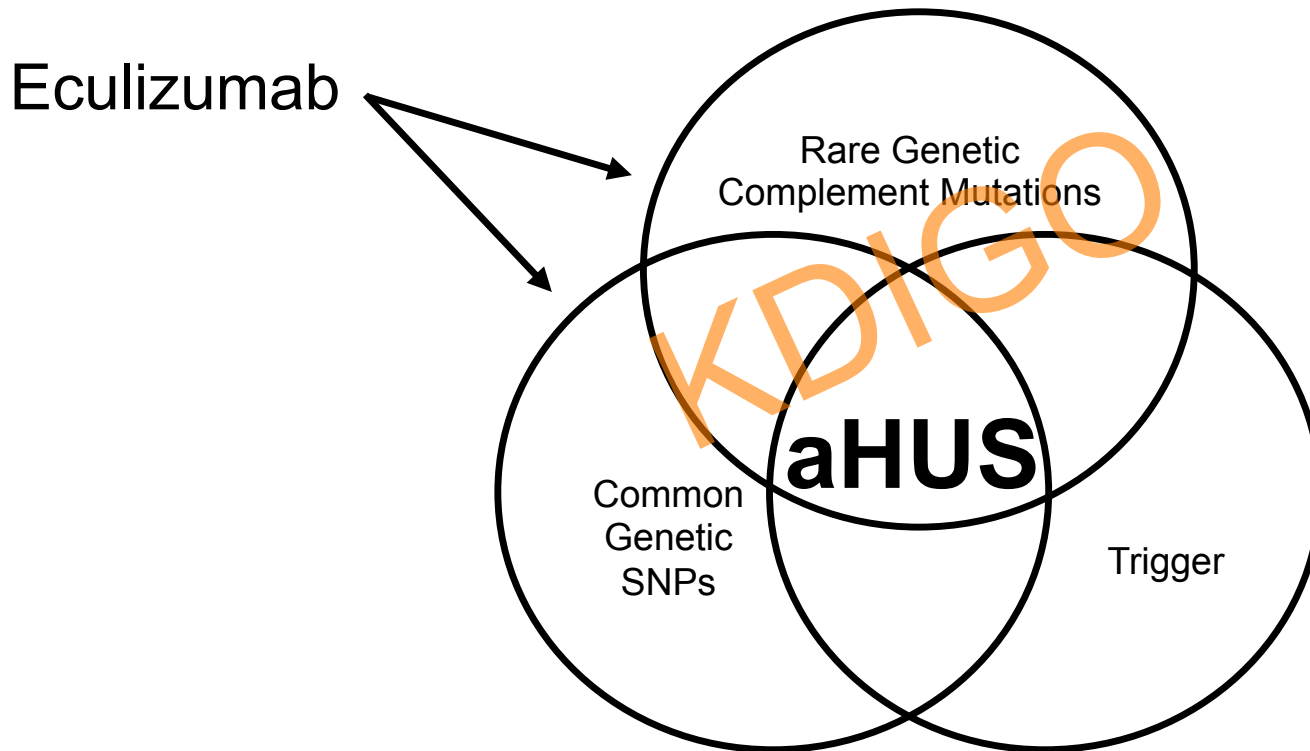 Eculizumab
Rare Genetic
Complement Mutations
KDIGO
aHUS
Common
Genetic
SNPs
Trigger